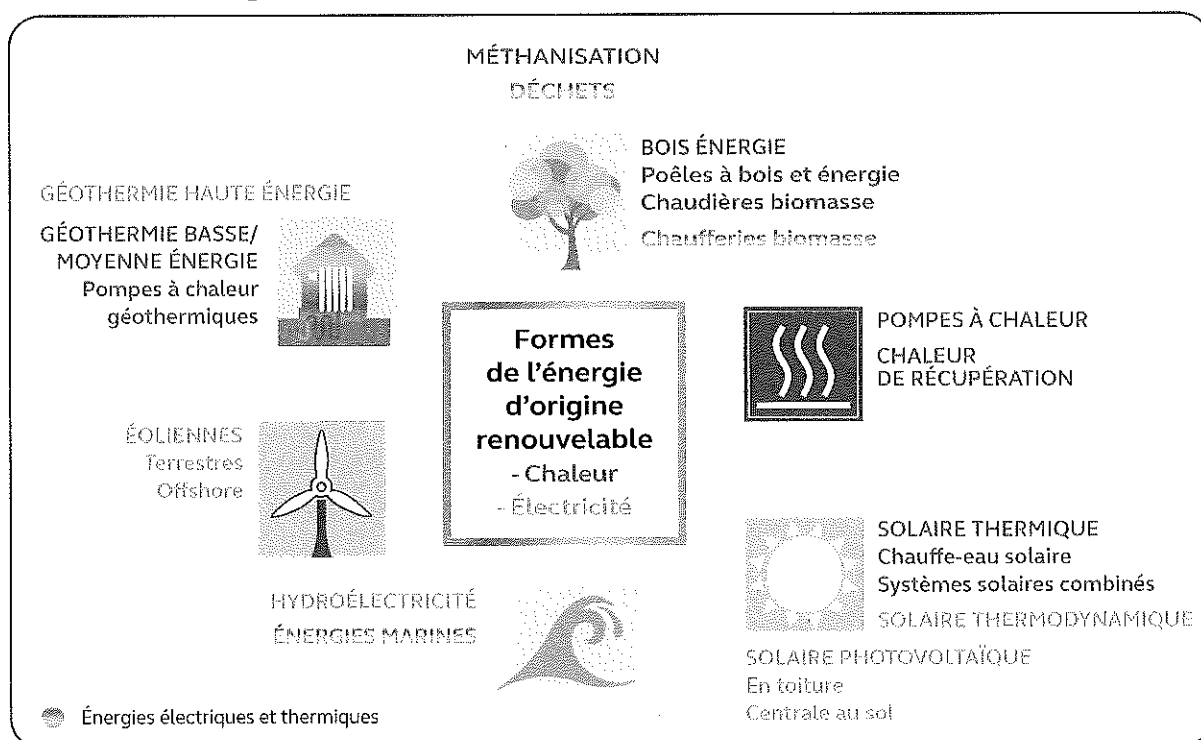 MÉTHANISATION
DÉCHETS
BOIS ÉNERGIE
Poêles à bois et énergie
Chaudières biomasse
Chaufferies biomasse
GÉOTHERMIE HAUTE ÉNERGIE
GÉOTHERMIE BASSE/
MOYENNE ÉNERGIE
Pompes à chaleur
géothermiques
Formes
de l'énergie
d'origine
renouvelable
- Chaleur
- Électricité
POMPES À CHALEUR
CHALEUR
DE RÉCUPÉRATION
ÉOLIENNES
Terrestres
Offshore
HYDROÉLECTRICITÉ
ÉNERGIES MARINES
SOLAIRE THERMIQUE
Chauffe-eau solaire
Systèmes solaires combinés
SOLAIRE THERMODYNAMIQUE
SOLAIRE PHOTOVOLTAÏQUE
En toiture
Centrale au sol
Énergies électriques et thermiques